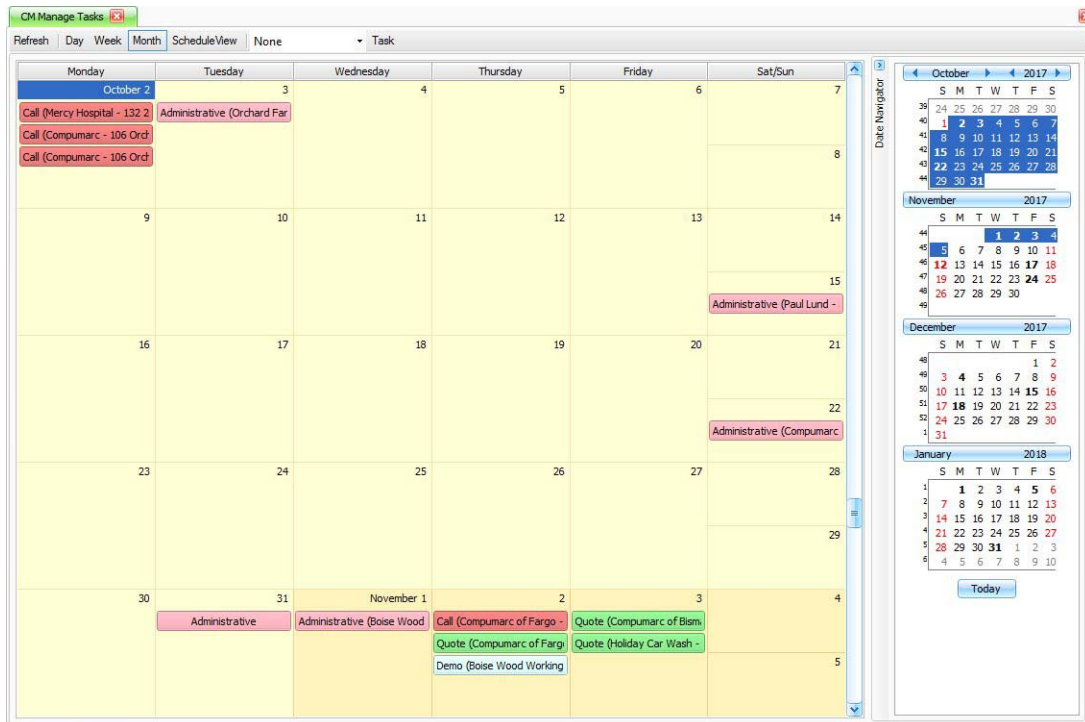 CM Manage Tasks
Refresh Day Week Month ScheduleView None Task
Monday Tuesday Wednesday Thursday Friday Sat/Sun
October 2 3 4 5 6 7
Call (Mercy Hospital - 132 2 Administrative (Orchard Far
Call (Compumarc - 106 Orch
Call (Compumarc - 106 Orch
8
9 10 11 12 13 14
15
Administrative (Paul Lund -
16 17 18 19 20 21
22
Administrative (Compumarc
23 24 25 26 27 28
29
30 31 November 1 2 3 4
Administrative Administrative (Boise Wood Call (Compumarc of Fargo - Quote (Compumarc of Bisma
Quote (Compumarc of Fargo Quote (Holiday Car Wash -
Demo (Boise Wood Working
5
Date Navigator
October 2017
S M T W T F S
39 24 25 26 27 28 29 30
40 1 2 3 4 5 6 7
41 8 9 10 11 12 13 14
42 15 16 17 18 19 20 21
43 22 23 24 25 26 27 28
44 29 30 31
November 2017
S M T W T F S
44 1 2 3 4
45 5 6 7 8 9 10 11
46 12 13 14 15 16 17 18
47 19 20 21 22 23 24 25
48 26 27 28 29 30
49
December 2017
S M T W T F S
48 1 2
49 3 4 5 6 7 8 9
50 10 11 12 13 14 15 16
51 17 18 19 20 21 22 23
52 24 25 26 27 28 29 30
1 31
January 2018
S M T W T F S
1 1 2 3 4 5 6
2 7 8 9 10 11 12 13
3 14 15 16 17 18 19 20
4 21 22 23 24 25 26 27
5 28 29 30 31 1 2 3
6 4 5 6 7 8 9 10
Today